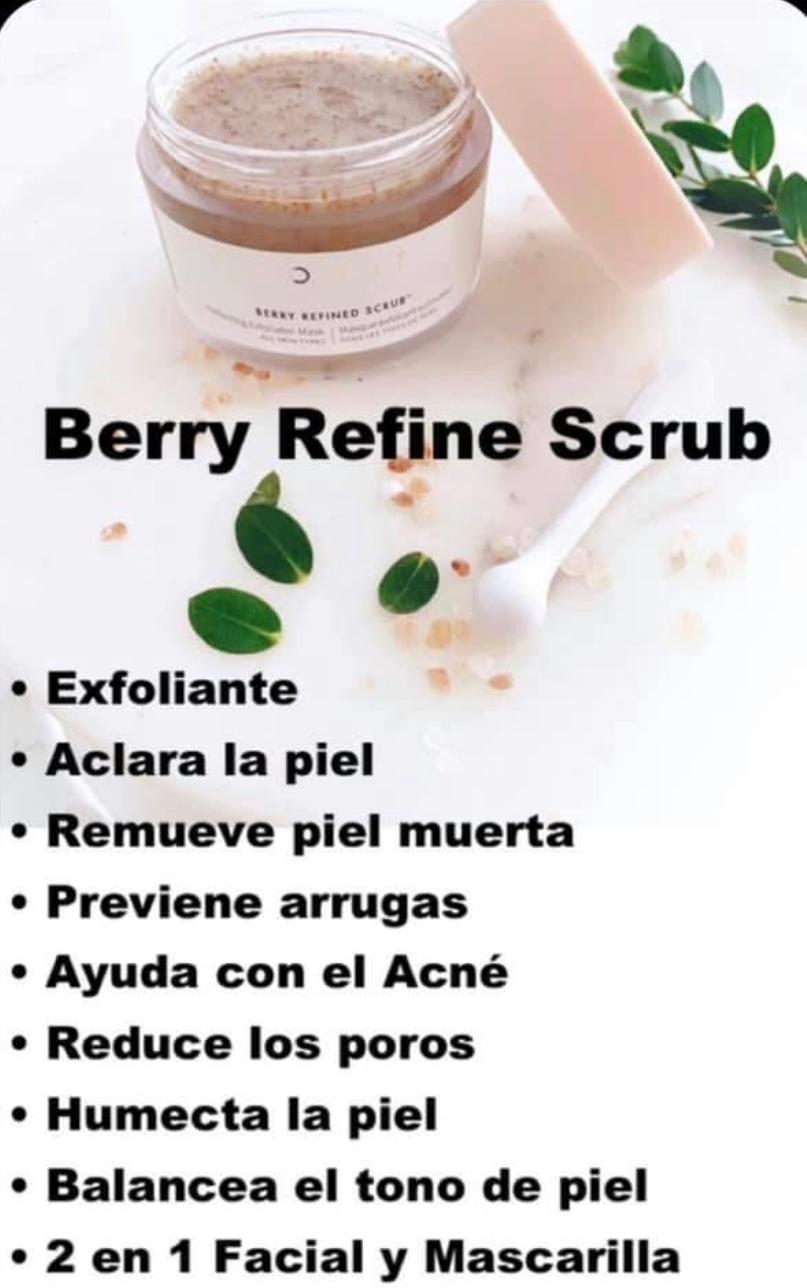 BERRY REFINED SCRUB™
Berry Refine Scrub
• Exfoliante
• Aclara la piel
• Remueve piel muerta
• Previene arrugas
• Ayuda con el Acné
• Reduce los poros
• Humecta la piel
• Balancea el tono de piel
• 2 en 1 Facial y Mascarilla